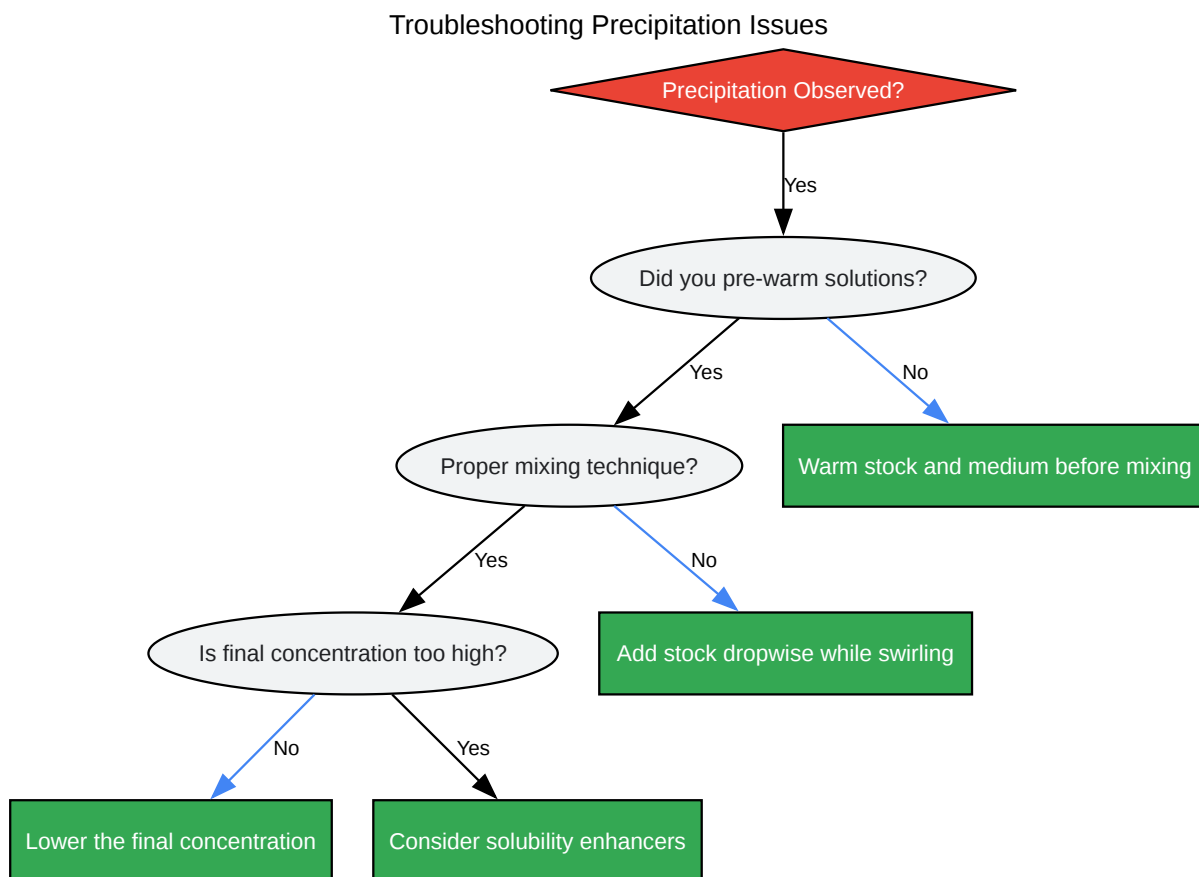 Troubleshooting Precipitation Issues
Precipitation Observed?
Yes
Did you pre-warm solutions?
Yes
No
Proper mixing technique?
Warm stock and medium before mixing
Yes
No
Is final concentration too high?
Add stock dropwise while swirling
No
Yes
Lower the final concentration
Consider solubility enhancers